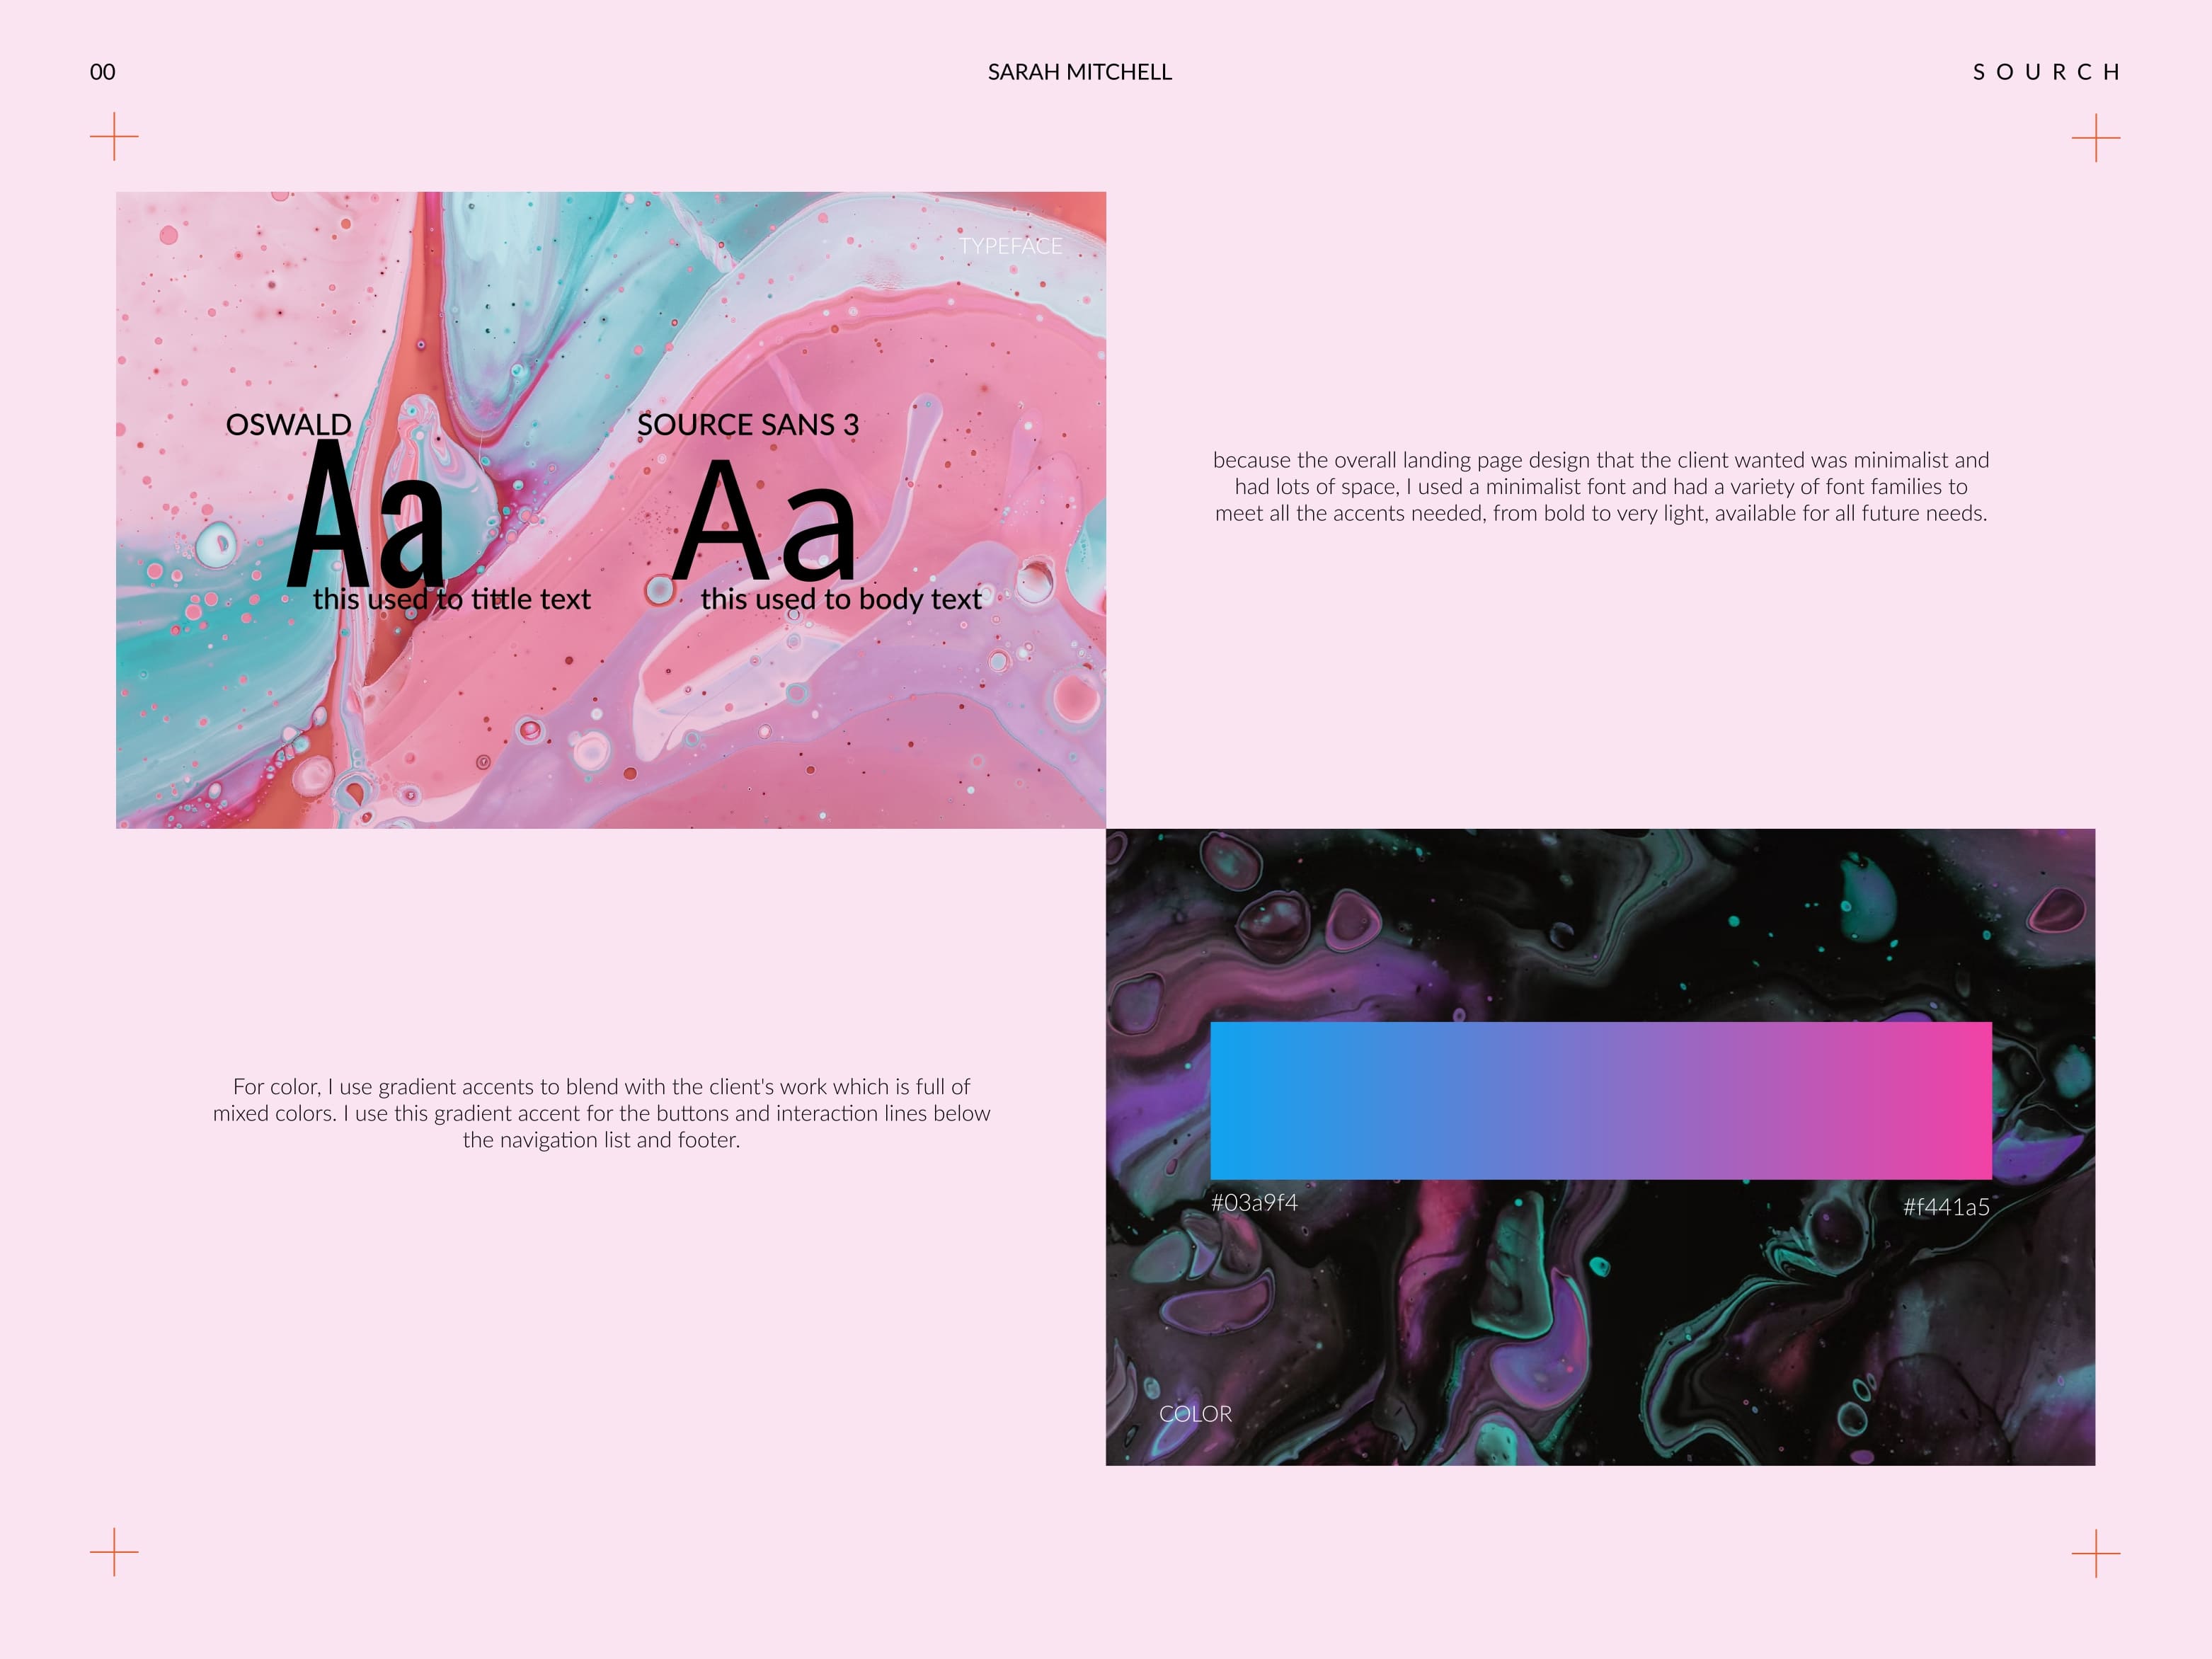 00
SARAH MITCHELL
S O U R C H
TYPEFACE
OSWALD
SOURCE SANS 3
Aa
Aa
this used to tittle text
this used to body text
because the overall landing page design that the client wanted was minimalist and
had lots of space, I used a minimalist font and had a variety of font families to
meet all the accents needed, from bold to very light, available for all future needs.
For color, I use gradient accents to blend with the client's work which is full of
mixed colors. I use this gradient accent for the buttons and interaction lines below
the navigation list and footer.
#03a9f4
#f441a5
COLOR